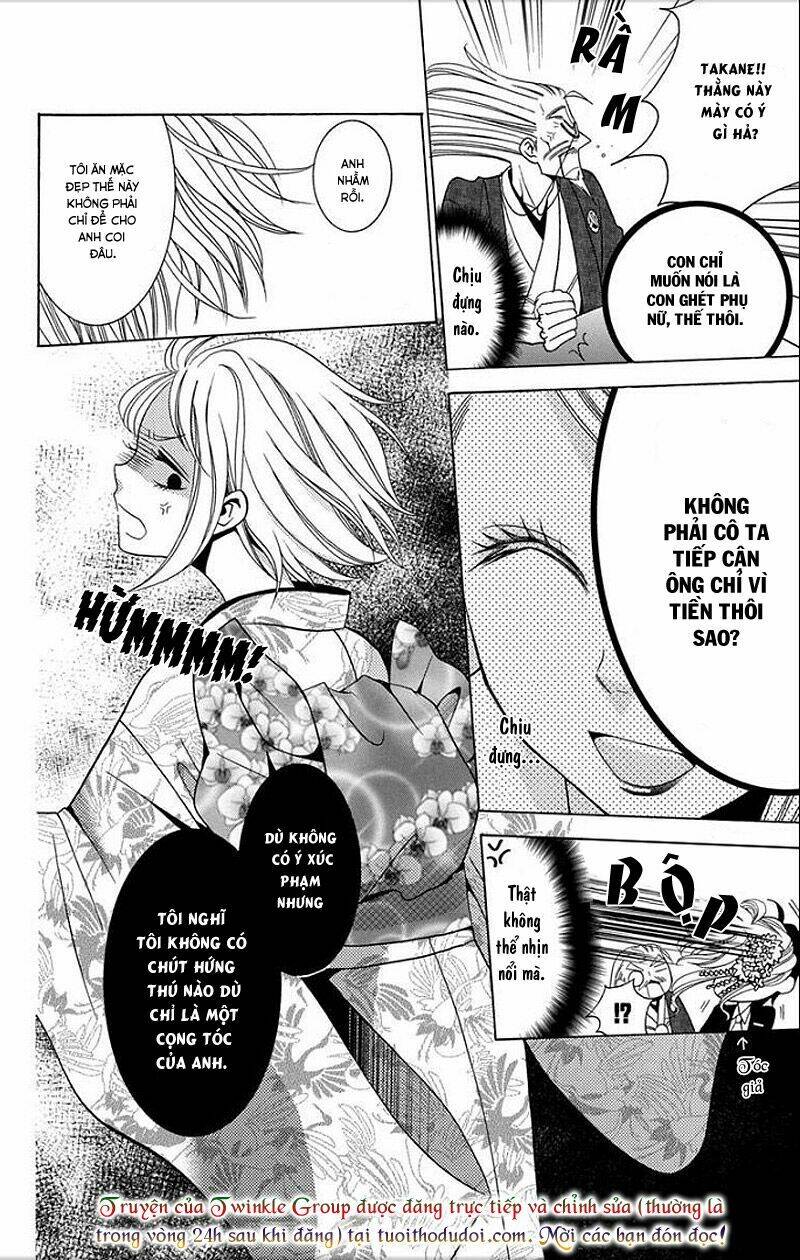 TAKANE!!
THẰNG NÀY
MÀY CÓ Ý
GÌ HẢ?
RẦM
CON CHỈ
MUỐN NÓI LÀ
CON GHÉT PHỤ
NỮ, THẾ THÔI.
Chịu
đựng
nào.
KHÔNG
PHẢI CÔ TA
TIẾP CẬN
ÔNG CHỈ VÌ
TIỀN THÔI
SAO?
Chịu
đựng...
BỘP
Thật
không
thể nhịn
nổi mà.
!?
Tóc
giả
ANH
NHẦM
RỒI.
TÔI ĂN MẶC
ĐẸP THẾ NÀY
KHÔNG PHẢI
CHỈ ĐỂ CHO
ANH COI
ĐÂU.
HỪMMMM!
DÙ KHÔNG
CÓ Ý XÚC
PHẠM
NHƯNG
TÔI NGHĨ
TÔI KHÔNG CÓ
CHÚT HỨNG
THÚ NÀO DÙ
CHỈ LÀ MỘT
CỌNG TÓC
CỦA ANH.
Truyện của Twinkle Group được đăng trực tiếp và chỉnh sửa (thường là
trong vòng 24h sau khi đăng) tại tuoithodudoi.com. Mời các bạn đón đọc!